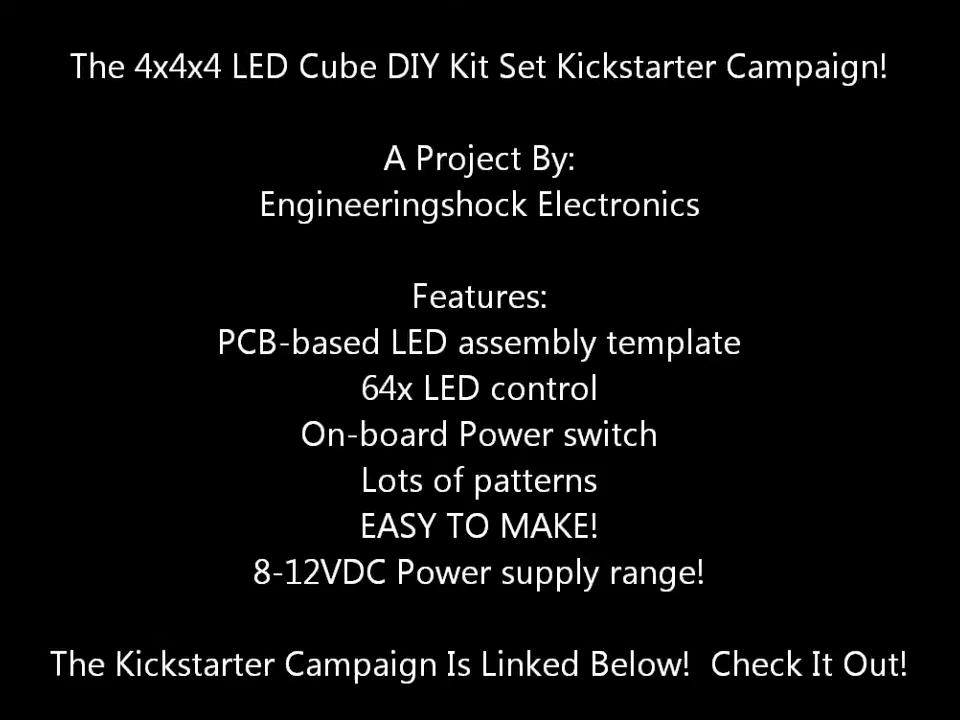 The 4x4x4 LED Cube DIY Kit Set Kickstarter Campaign!
A Project By:
Engineeringshock Electronics
Features:
PCB-based LED assembly template
64x LED control
On-board Power switch
Lots of patterns
EASY TO MAKE!
8-12VDC Power supply range!
The Kickstarter Campaign Is Linked Below!  Check It Out!